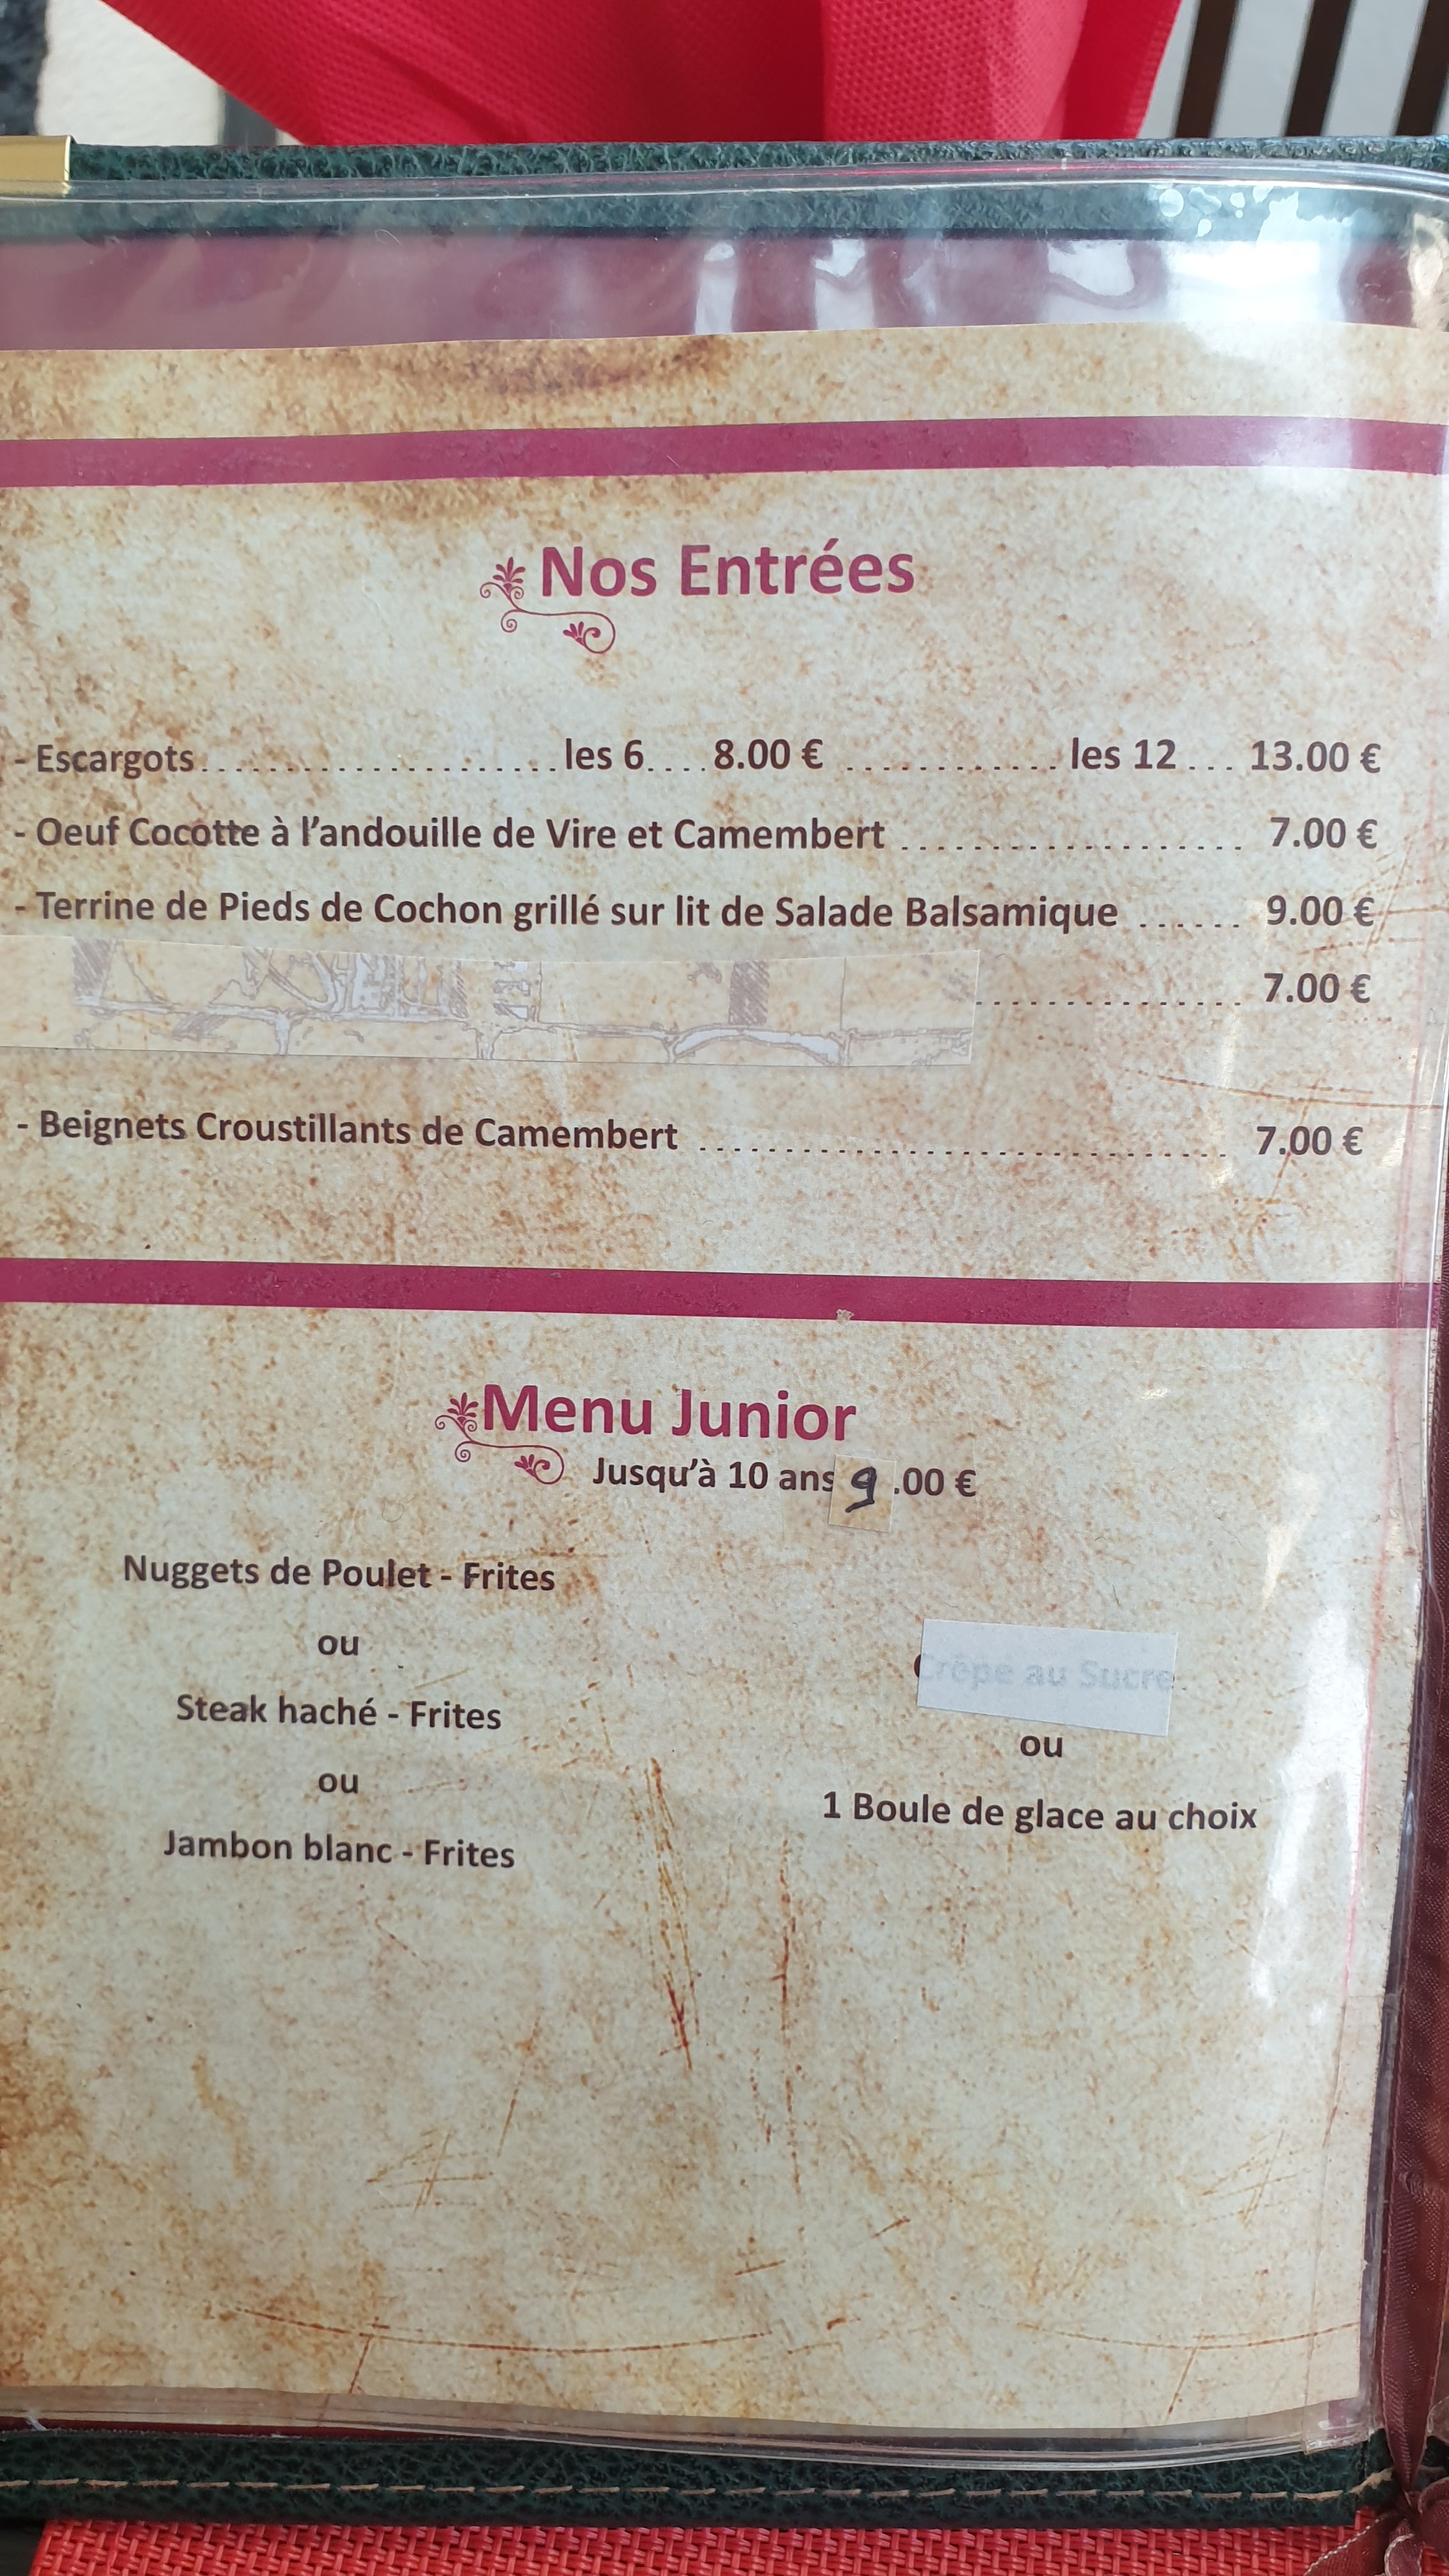 Nos Entrées
- Escargots.....................les 6.... 8.00 € ............. les 12... 13.00 €
- Oeuf Cocotte à l'andouille de Vire et Camembert .................... 7.00 €
- Terrine de Pieds de Cochon grillé sur lit de Salade Balsamique ...... 9.00 €
................ 7.00 €
- Beignets Croustillants de Camembert ............................... 7.00 €
Menu Junior
Jusqu'à 10 ans 9.00 €
Nuggets de Poulet - Frites
ou
Steak haché - Frites
ou
Jambon blanc - Frites
Crêpe au Sucre
ou
1 Boule de glace au choix